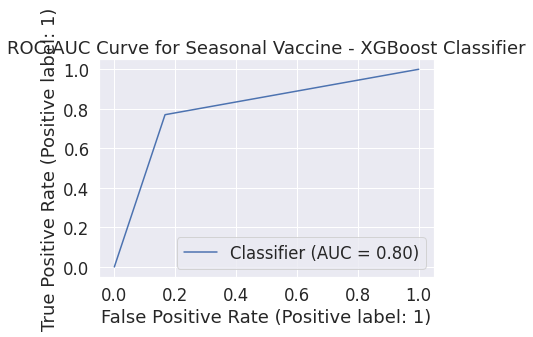 ROC AUC Curve for Seasonal Vaccine - XGBoost Classifier
True Positive Rate (Positive label: 1)
1.0
0.8
0.6
0.4
0.2
0.0
Classifier (AUC = 0.80)
0.0 0.2 0.4 0.6 0.8 1.0
False Positive Rate (Positive label: 1)